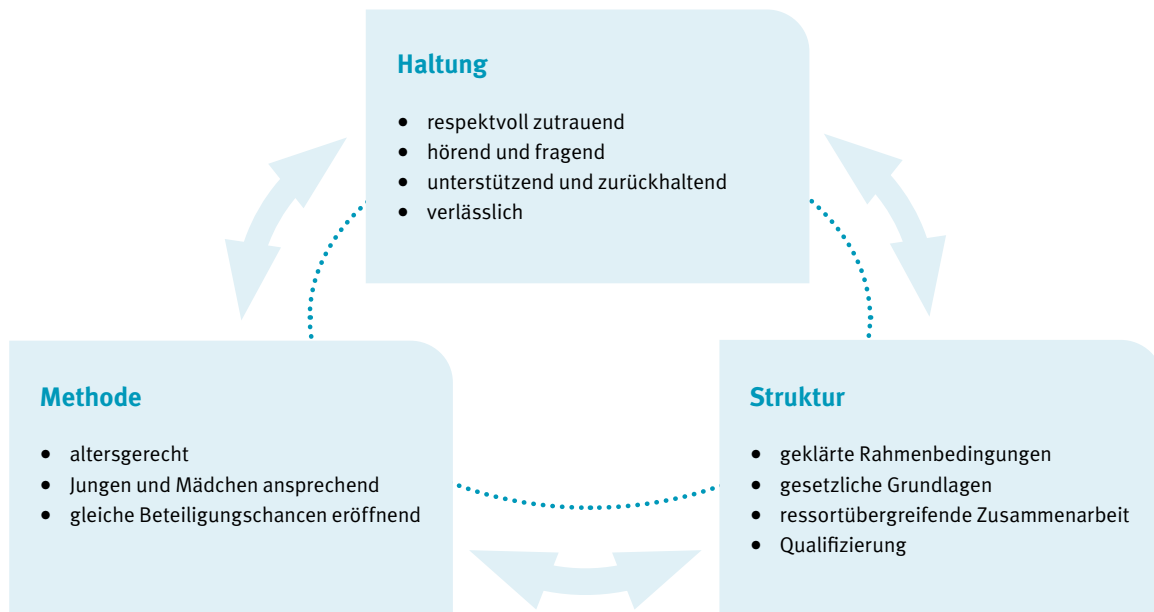 Haltung
• respektvoll zutrauend
• hörend und fragend
• unterstützend und zurückhaltend
• verlässlich
Methode
• altersgerecht
• Jungen und Mädchen ansprechend
• gleiche Beteiligungschancen eröffnend
Struktur
• geklärte Rahmenbedingungen
• gesetzliche Grundlagen
• ressortübergreifende Zusammenarbeit
• Qualifizierung